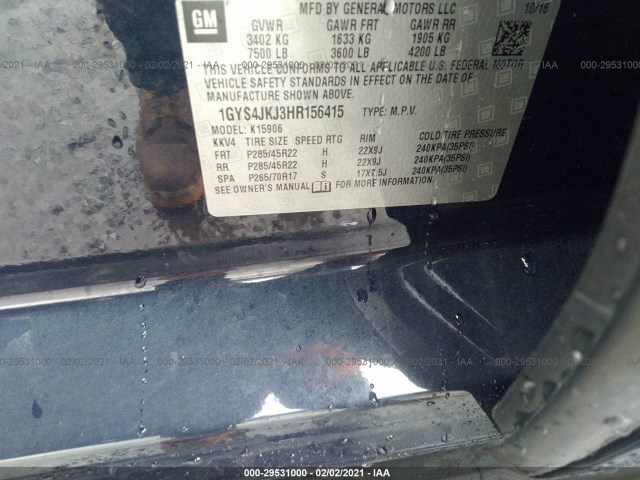 GM
MFD BY GENERAL MOTORS LLC 10/16
GVWR GAWR FRT GAWR RR
3402 KG 1633 KG 1905 KG
7500 LB 3600 LB 4200 LB
THIS VEHICLE CONFORMS TO ALL APPLICABLE U.S. FEDERAL MOTOR
VEHICLE SAFETY STANDARDS IN EFFECT ON THE DATE OF
MANUFACTURE SHOWN ABOVE.
1GYS4JKJ3HR156415 TYPE: M.P.V.
MODEL: K15906
KKV4 TIRE SIZE SPEED RTG RIM COLD TIRE PRESSURE
FRT P285/45R22 H 22X9J 240KPA(35PSI)
RR P285/45R22 H 22X9J 240KPA(35PSI)
SPA P265/70R17 S 17X7.5J 240KPA(35PSI)
SEE OWNER'S MANUAL FOR MORE INFORMATION.
000-29531000 - 02/02/2021 - IAA